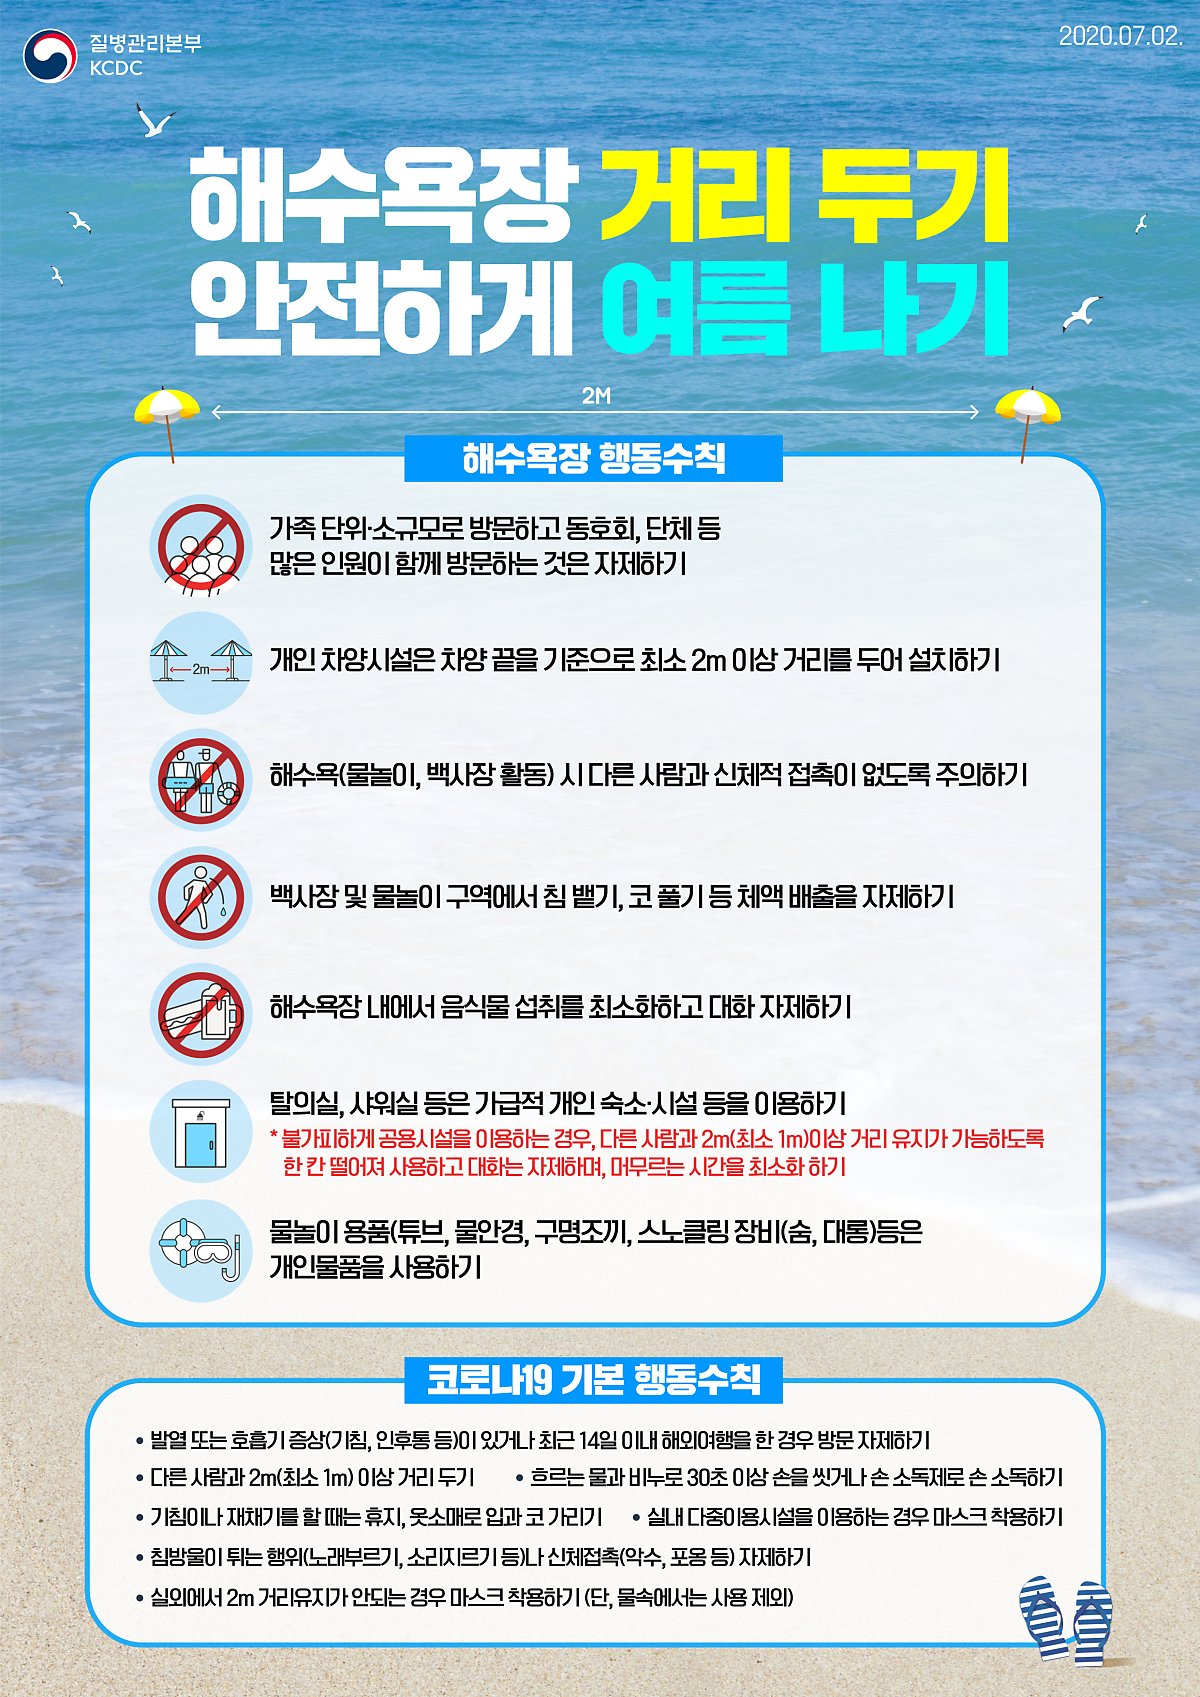 질병관리본부
KCDC
2020.07.02.
해수욕장 거리 두기
안전하게 여름 나기
2M
해수욕장 행동수칙
가족 단위·소규모로 방문하고 동호회, 단체 등
많은 인원이 함께 방문하는 것은 자제하기
2m
개인 차양시설은 차양 끝을 기준으로 최소 2m 이상 거리를 두어 설치하기
해수욕(물놀이, 백사장 활동) 시 다른 사람과 신체적 접촉이 없도록 주의하기
백사장 및 물놀이 구역에서 침 뱉기, 코 풀기 등 체액 배출을 자제하기
해수욕장 내에서 음식물 섭취를 최소화하고 대화 자제하기
탈의실, 샤워실 등은 가급적 개인 숙소·시설 등을 이용하기
* 불가피하게 공용시설을 이용하는 경우, 다른 사람과 2m(최소 1m)이상 거리 유지가 가능하도록
한 칸 떨어져 사용하고 대화는 자제하며, 머무르는 시간을 최소화 하기
물놀이 용품(튜브, 물안경, 구명조끼, 스노클링 장비(숨, 대롱)등은
개인물품을 사용하기
코로나19 기본 행동수칙
• 발열 또는 호흡기 증상(기침, 인후통 등)이 있거나 최근 14일 이내 해외여행을 한 경우 방문 자제하기
• 다른 사람과 2m(최소 1m) 이상 거리 두기 • 흐르는 물과 비누로 30초 이상 손을 씻거나 손 소독제로 손 소독하기
• 기침이나 재채기를 할 때는 휴지, 옷소매로 입과 코 가리기 • 실내 다중이용시설을 이용하는 경우 마스크 착용하기
• 침방울이 튀는 행위(노래부르기, 소리지르기 등)나 신체접촉(악수, 포옹 등) 자제하기
• 실외에서 2m 거리유지가 안되는 경우 마스크 착용하기 (단, 물속에서는 사용 제외)